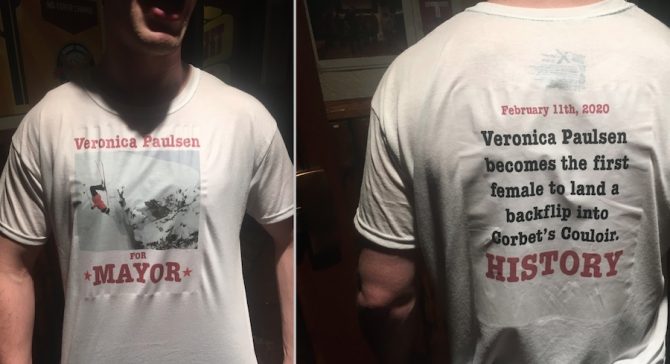 Veronica Paulsen
FOR
★MAYOR★
February 11th, 2020
Veronica Paulsen
becomes the first
female to land a
backflip into
Corbet's Couloir.
HISTORY